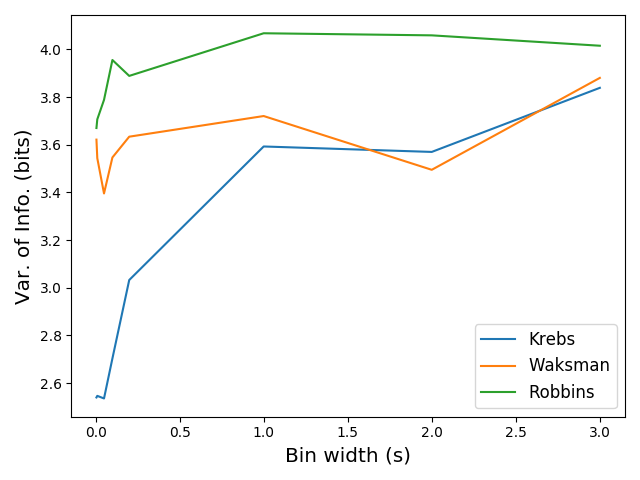 4.0
3.8
3.6
3.4
3.2
3.0
2.8
2.6
Var. of Info. (bits)
0.0 0.5 1.0 1.5 2.0 2.5 3.0
Bin width (s)
Krebs
Waksman
Robbins